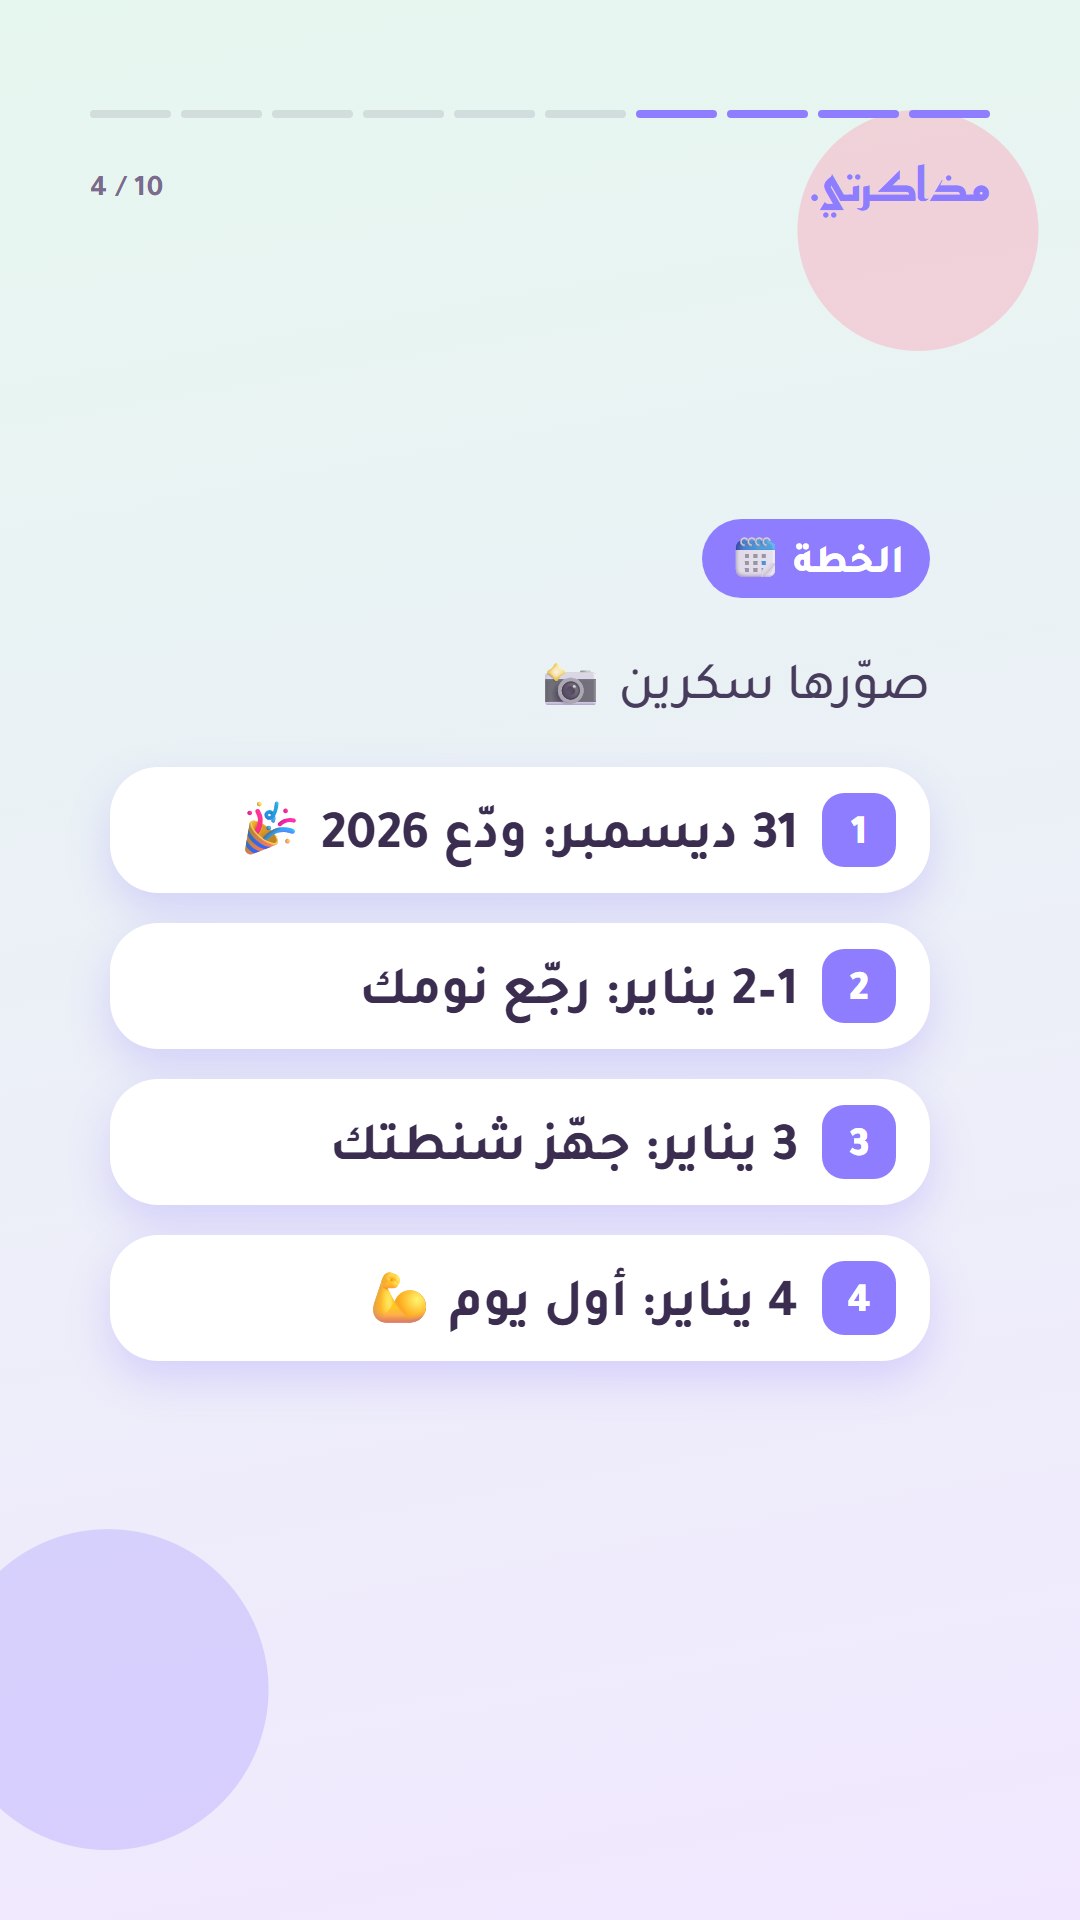 مذاكرتي.
4 / 10
الخطة 🗓️
صوّرها سكرين 📸
1 31 ديسمبر: ودّع 2026 🎉
2 1-2 يناير: رجّع نومك
3 3 يناير: جهّز شنطتك
4 4 يناير: أول يوم 💪